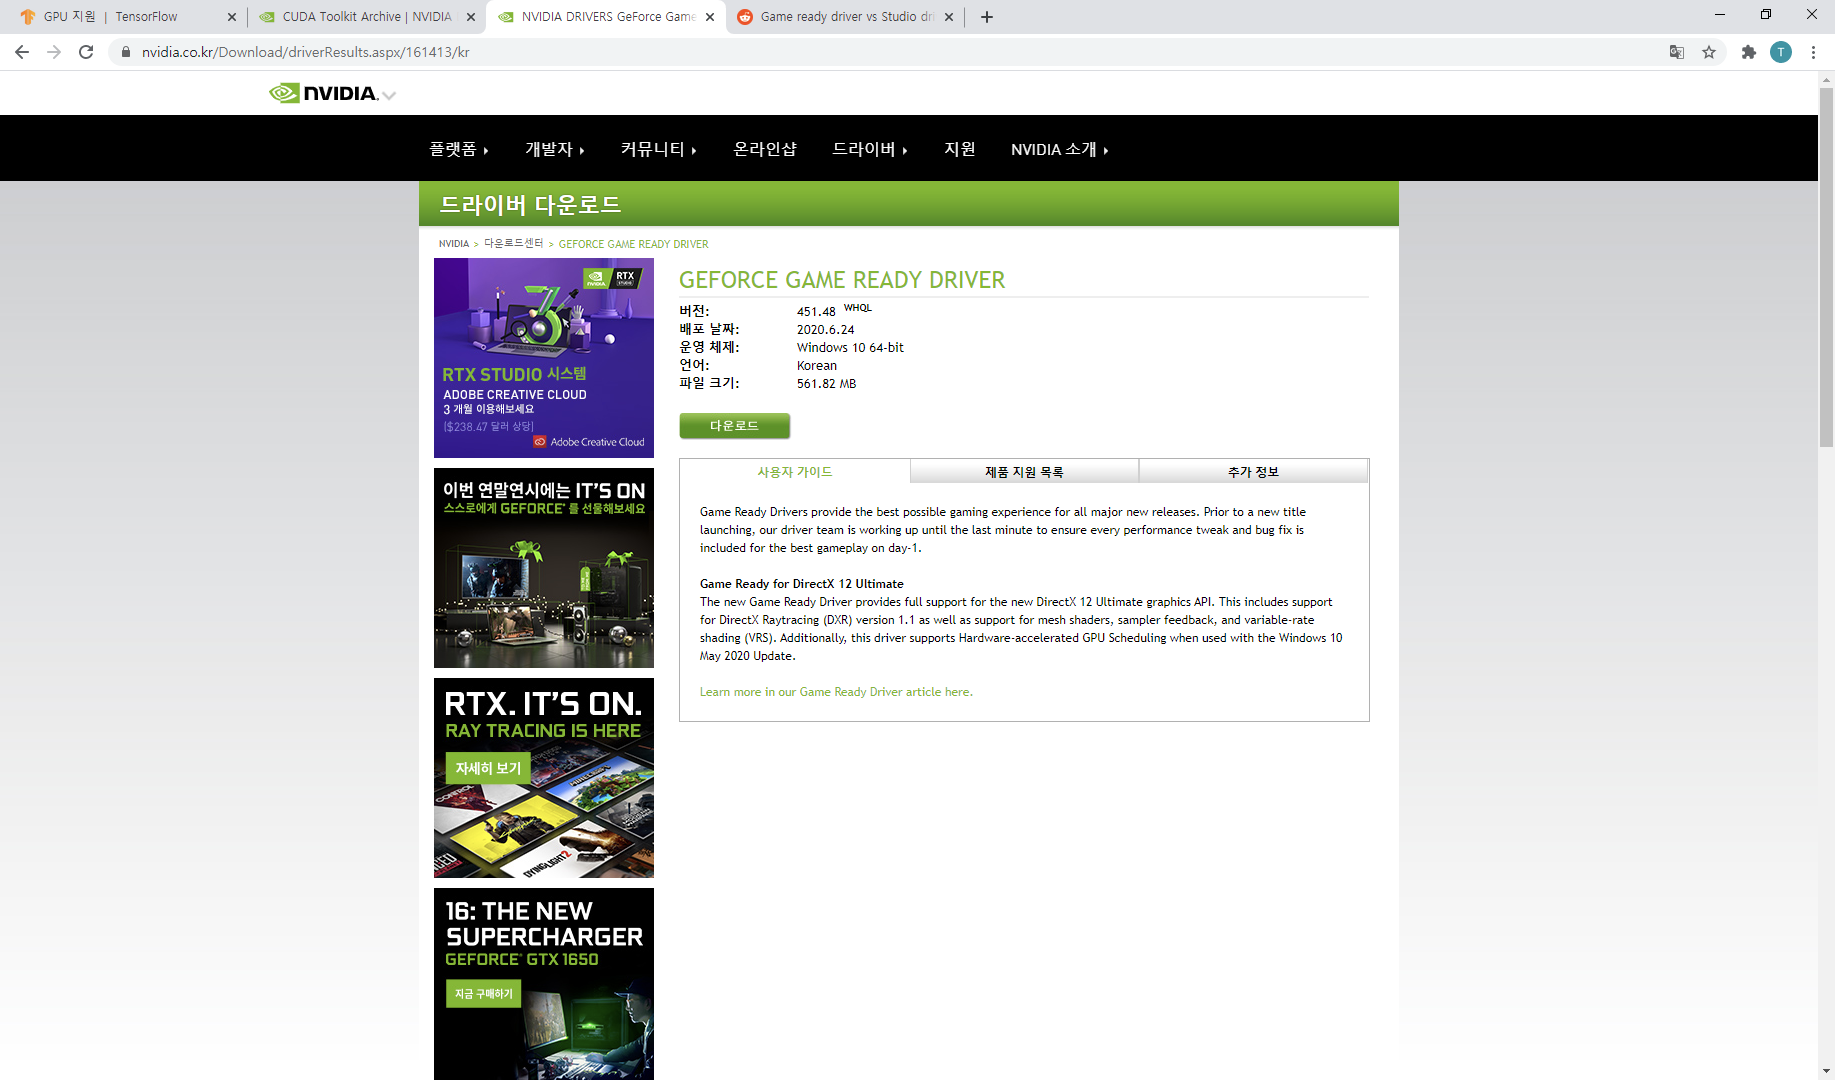 GPU 지원 | TensorFlow
CUDA Toolkit Archive | NVIDIA
NVIDIA DRIVERS GeForce Game
Game ready driver vs Studio dri
nvidia.co.kr/Download/driverResults.aspx/161413/kr
T
NVIDIA.
플랫폼
개발자
커뮤니티
온라인샵
드라이버
지원
NVIDIA 소개
드라이버 다운로드
NVIDIA > 다운로드센터 > GEFORCE GAME READY DRIVER
NVIDIA. RTX STUDIO
RTX STUDIO 시스템
ADOBE CREATIVE CLOUD
3 개월 이용해보세요
($238.47 달러 상당)
Adobe Creative Cloud
이번 연말연시에는 IT'S ON
스스로에게 GEFORCE® 를 선물해보세요
RTX. IT'S ON.
RAY TRACING IS HERE
자세히 보기
CONTROL
MINECRAFT
Cyberpunk
DYING LIGHT 2
16: THE NEW
SUPERCHARGER
GEFORCE® GTX 1650
지금 구매하기
GEFORCE GAME READY DRIVER
버전: 451.48 WHQL
배포 날짜: 2020.6.24
운영 체제: Windows 10 64-bit
언어: Korean
파일 크기: 561.82 MB
다운로드
사용자 가이드
제품 지원 목록
추가 정보
Game Ready Drivers provide the best possible gaming experience for all major new releases. Prior to a new title
launching, our driver team is working up until the last minute to ensure every performance tweak and bug fix is
included for the best gameplay on day-1.
Game Ready for DirectX 12 Ultimate
The new Game Ready Driver provides full support for the new DirectX 12 Ultimate graphics API. This includes support
for DirectX Raytracing (DXR) version 1.1 as well as support for mesh shaders, sampler feedback, and variable-rate
shading (VRS). Additionally, this driver supports Hardware-accelerated GPU Scheduling when used with the Windows 10
May 2020 Update.
Learn more in our Game Ready Driver article here.